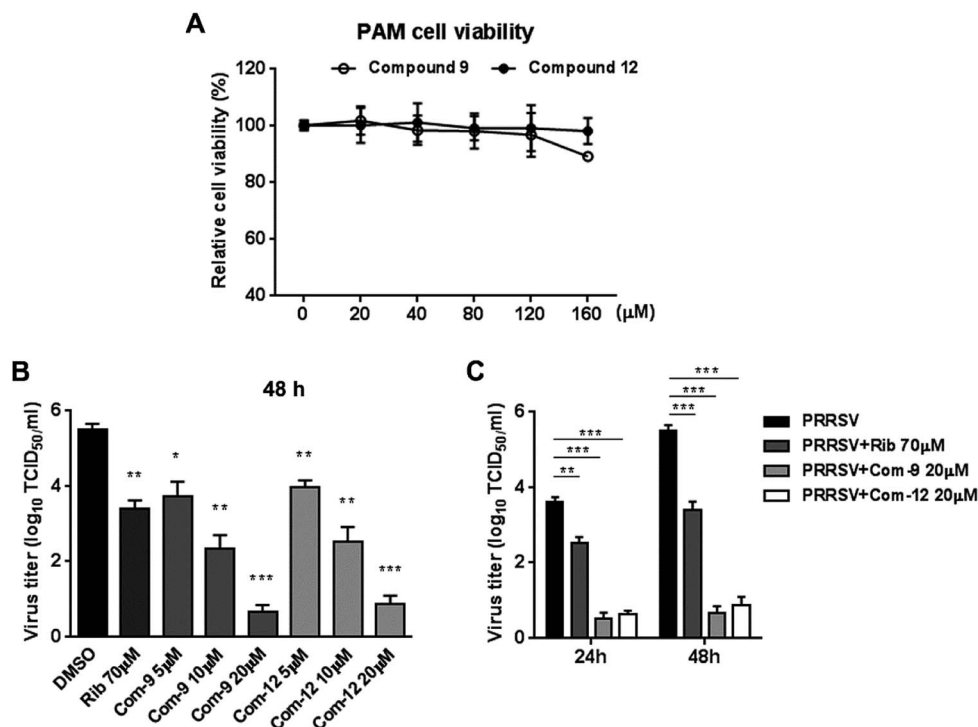 A
PAM cell viability
Compound 9
Compound 12
Relative cell viability (%)
120
100
80
60
40
0 20 40 80 120 160 (μM)
B
48 h
Virus titer (log10 TCID50/ml)
6
4
2
0
** * ** *** ** ** ***
DMSO
Rib 70μM
Com-9 5μM
Com-9 10μM
Com-9 20μM
Com-12 5μM
Com-12 10μM
Com-12 20μM
C
Virus titer (log10 TCID50/ml)
6
4
2
0
***
***
**
***
***
***
24h 48h
PRRSV
PRRSV+Rib 70μM
PRRSV+Com-9 20μM
PRRSV+Com-12 20μM